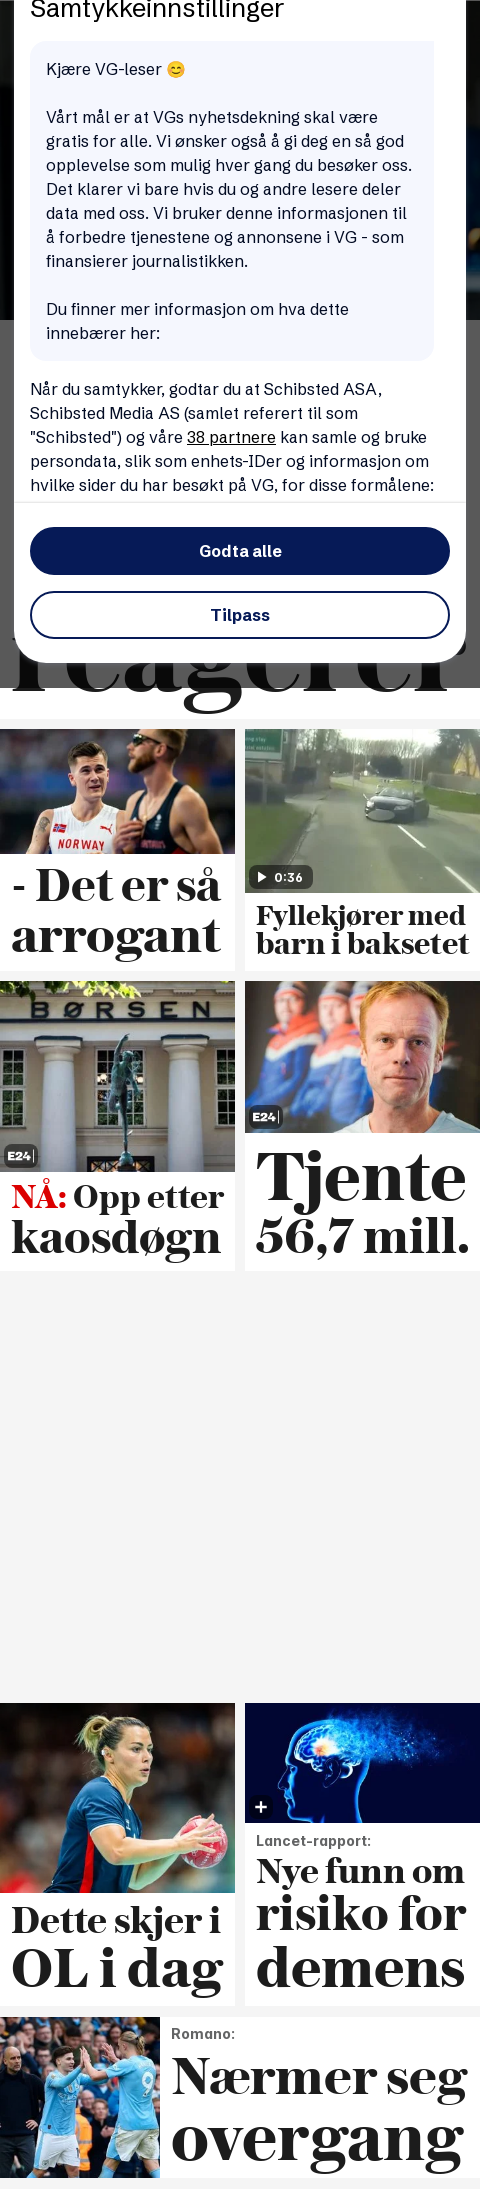 Samtykkeinnstillinger
Kjære VG-leser 😊
Vårt mål er at VGs nyhetsdekning skal være
gratis for alle. Vi ønsker også å gi deg en så god
opplevelse som mulig hver gang du besøker oss.
Det klarer vi bare hvis du og andre lesere deler
data med oss. Vi bruker denne informasjonen til
å forbedre tjenestene og annonsene i VG - som
finansierer journalistikken.
Du finner mer informasjon om hva dette
innebærer her:
Når du samtykker, godtar du at Schibsted ASA,
Schibsted Media AS (samlet referert til som
"Schibsted") og våre 38 partnere kan samle og bruke
persondata, slik som enhets-IDer og informasjon om
hvilke sider du har besøkt på VG, for disse formålene:
Godta alle
Tilpass
reagerer
NORWAY
- Det er så
arrogant
0:36
Fyllekjører med
barn i baksetet
BØRSEN
E24
NÅ: Opp etter
kaosdøgn
E24
Tjente
56,7 mill.
Dette skjer i
OL i dag
Lancet-rapport:
Nye funn om
risiko for
demens
9
Romano:
Nærmer seg
overgang